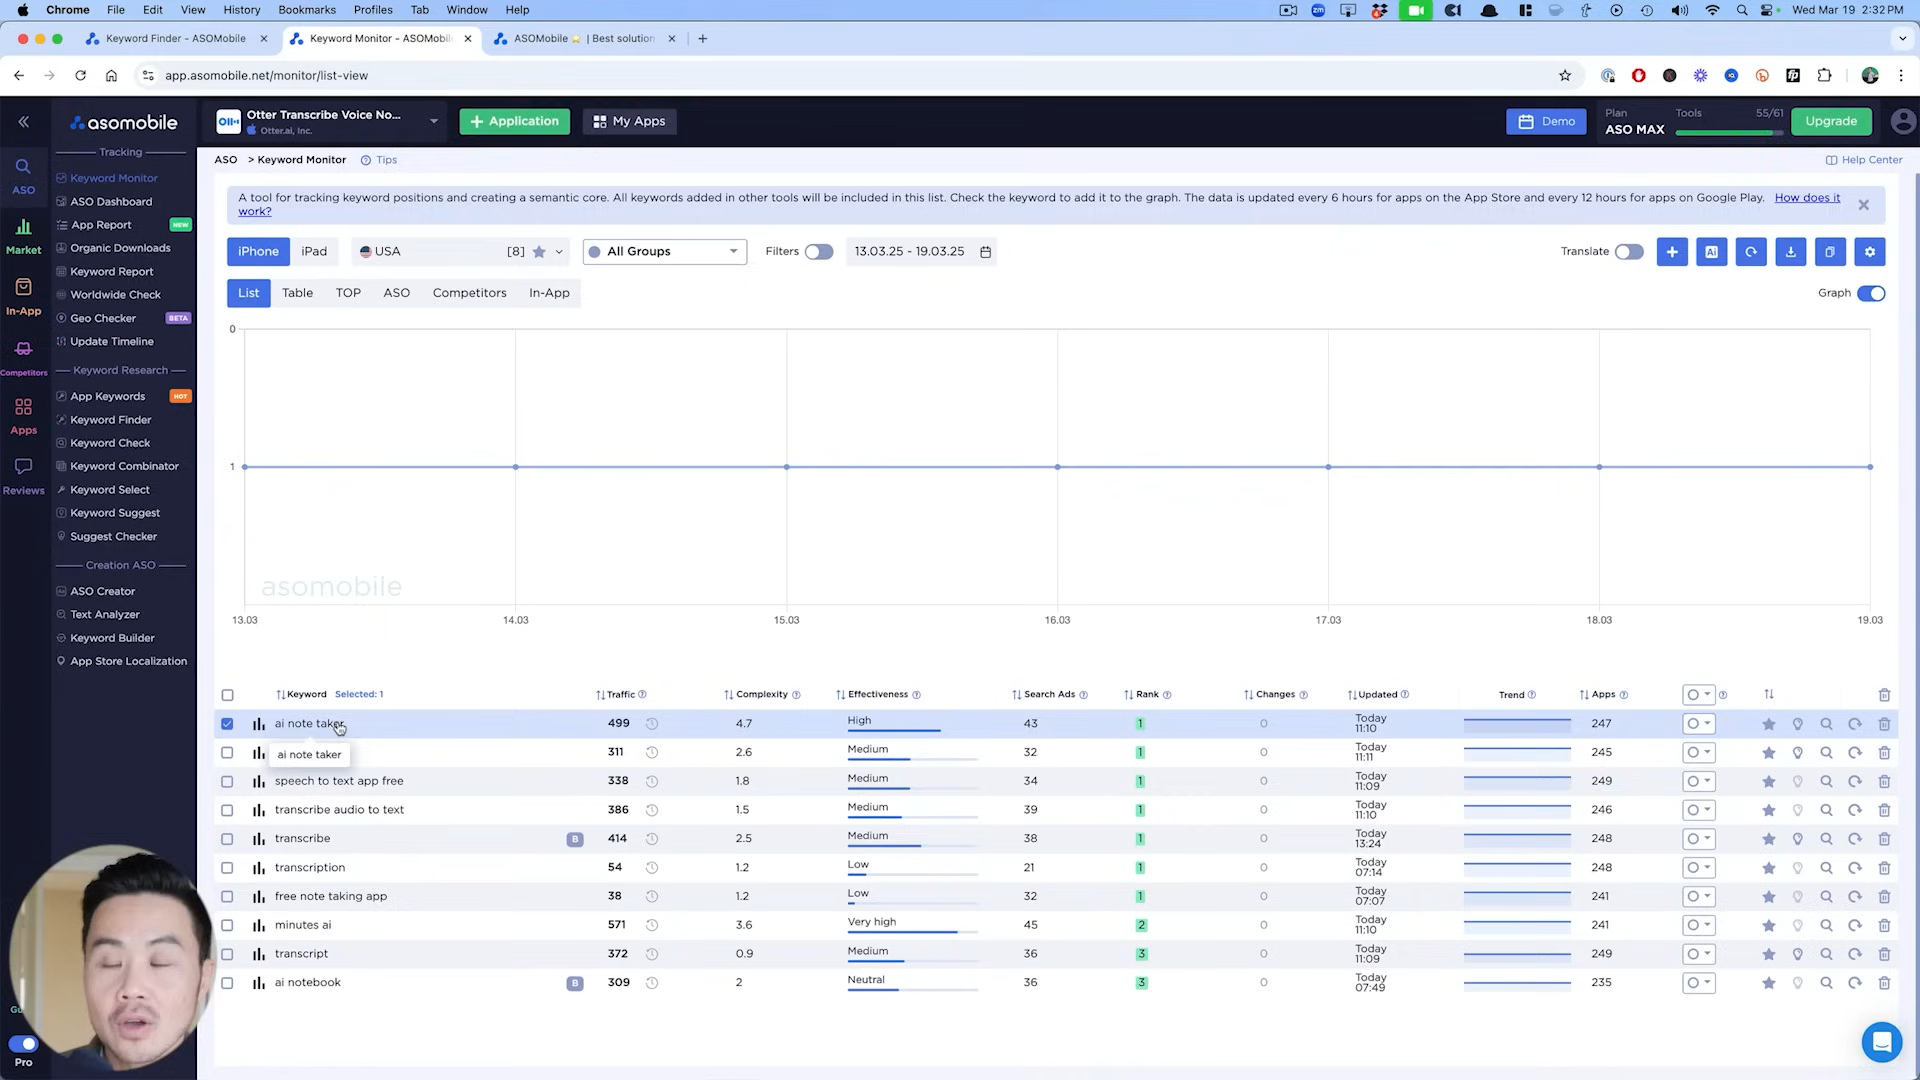 Chrome File Edit View History Bookmarks Profiles Tab Window Help
zm
Wed Mar 19 2:32 PM
Keyword Finder - ASOMobile
Keyword Monitor - ASOMobil
ASOMobile | Best solution
app.asomobile.net/monitor/list-view
asomobile
Otter Transcribe Voice No...
Otter.ai, Inc.
+ Application
My Apps
Demo
Plan
ASO MAX
Tools
55/61
Upgrade
ASO > Keyword Monitor Tips
Help Center
A tool for tracking keyword positions and creating a semantic core. All keywords added in other tools will be included in this list. Check the keyword to add it to the graph. The data is updated every 6 hours for apps on the App Store and every 12 hours for apps on Google Play. How does it
work?
ASO
Market
In-App
Competitors
Apps
Reviews
Pro
Tracking
Keyword Monitor
ASO Dashboard
App Report NEW
Organic Downloads
Keyword Report
Worldwide Check
Geo Checker BETA
Update Timeline
Keyword Research
App Keywords HOT
Keyword Finder
Keyword Check
Keyword Combinator
Keyword Select
Keyword Suggest
Suggest Checker
Creation ASO
ASO Creator
Text Analyzer
Keyword Builder
App Store Localization
iPhone iPad USA [8] All Groups Filters 13.03.25 - 19.03.25 Translate + AI
List Table TOP ASO Competitors In-App Graph
0
1
asomobile
13.03 14.03 15.03 16.03 17.03 18.03 19.03
Keyword Selected: 1 Traffic Complexity Effectiveness Search Ads Rank Changes Updated Trend Apps
ai note taker 499 4.7 High 43 1 0 Today 11:10 247
ai note taker 311 2.6 Medium 32 1 0 Today 11:11 245
speech to text app free 338 1.8 Medium 34 1 0 Today 11:09 249
transcribe audio to text 386 1.5 Medium 39 1 0 Today 11:10 246
transcribe B 414 2.5 Medium 38 1 0 Today 13:24 248
transcription 54 1.2 Low 21 1 0 Today 07:14 248
free note taking app 38 1.2 Low 32 1 0 Today 07:07 241
minutes ai 571 3.6 Very high 45 2 0 Today 11:10 241
transcript 372 0.9 Medium 36 3 0 Today 11:09 249
ai notebook B 309 2 Neutral 36 3 0 Today 07:49 235